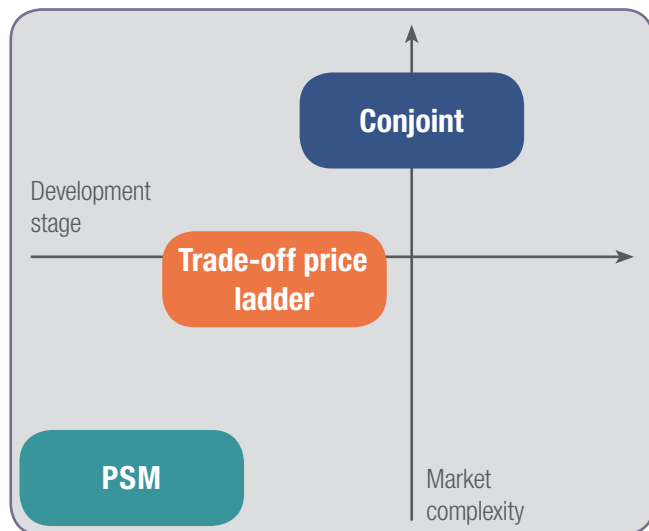 Conjoint
Development
stage
Trade-off price
ladder
PSM
Market
complexity